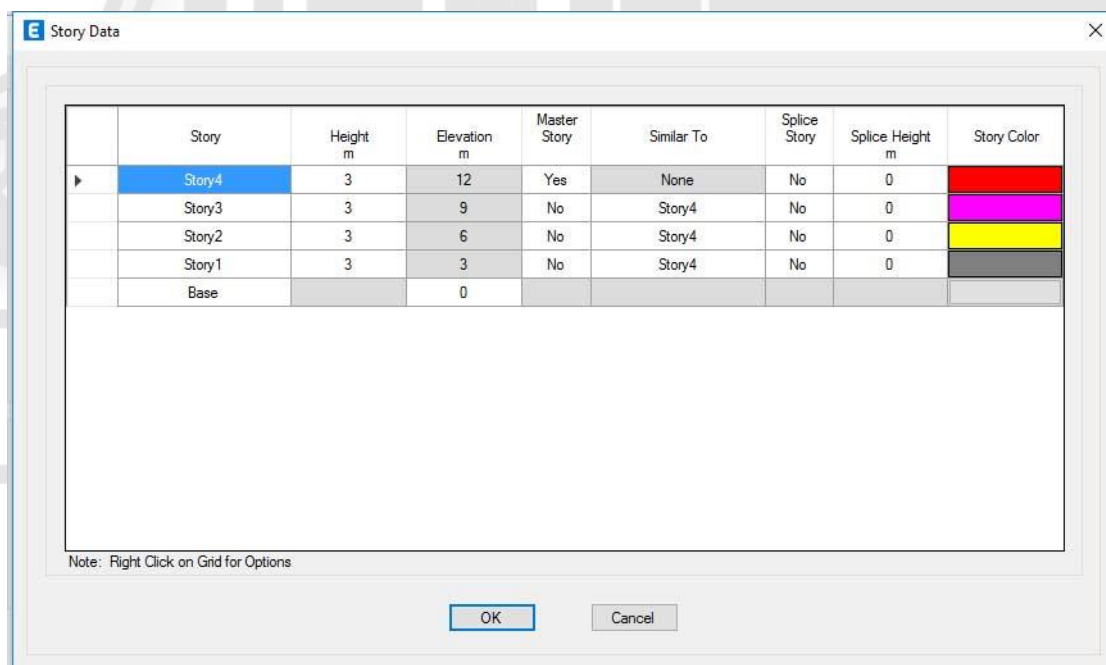 E Story Data
Story Height m Elevation m Master Story Similar To Splice Story Splice Height m Story Color
Story4 3 12 Yes None No 0
Story3 3 9 No Story4 No 0
Story2 3 6 No Story4 No 0
Story1 3 3 No Story4 No 0
Base 0
Note: Right Click on Grid for Options
OK Cancel